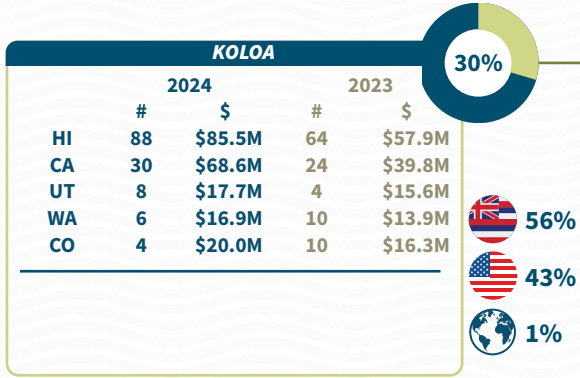 KOLOA
30%
2024 2023
# $ # $
HI 88 $85.5M 64 $57.9M
CA 30 $68.6M 24 $39.8M
UT 8 $17.7M 4 $15.6M
WA 6 $16.9M 10 $13.9M
CO 4 $20.0M 10 $16.3M
56%
43%
1%